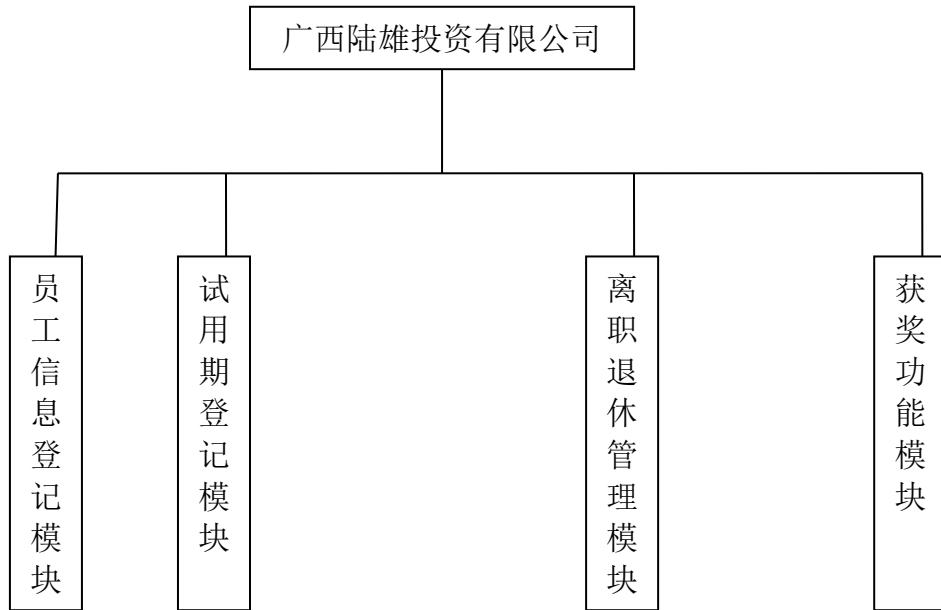 广西陆雄投资有限公司
员工信息登记模块
试用期登记模块
离职退休管理模块
获奖功能模块